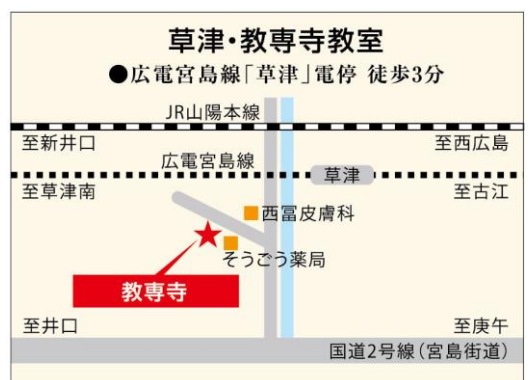 草津・教専寺教室
●広電宮島線「草津」電停 徒歩3分
JR山陽本線
至新井口
至西広島
広電宮島線
草津
至草津南
至古江
西冨皮膚科
そうごう薬局
教専寺
至井口
至庚午
国道2号線(宮島街道)